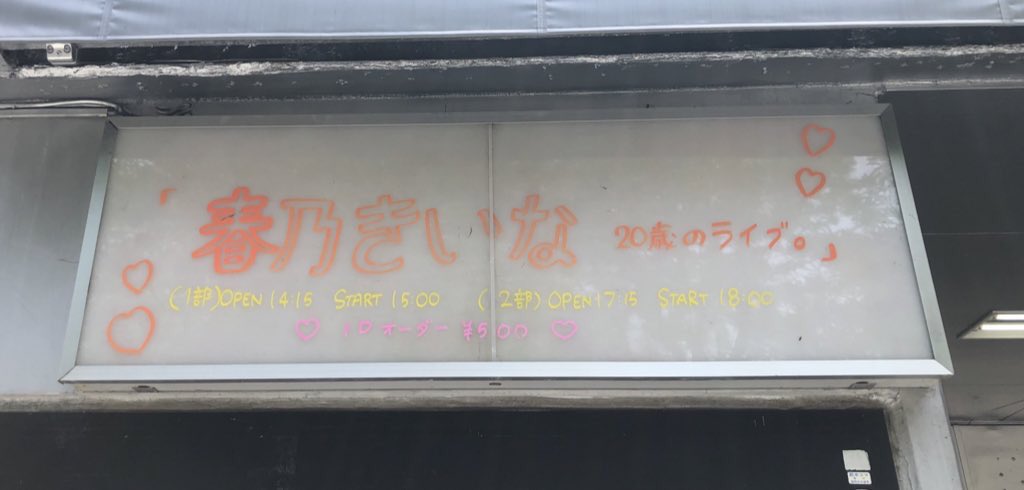 「春乃きいな 20歳のライブ。」
(1部)OPEN 14:15 START 15:00 (2部)OPEN 17:15 START 18:00
♡ 1Dオーダー ¥500 ♡